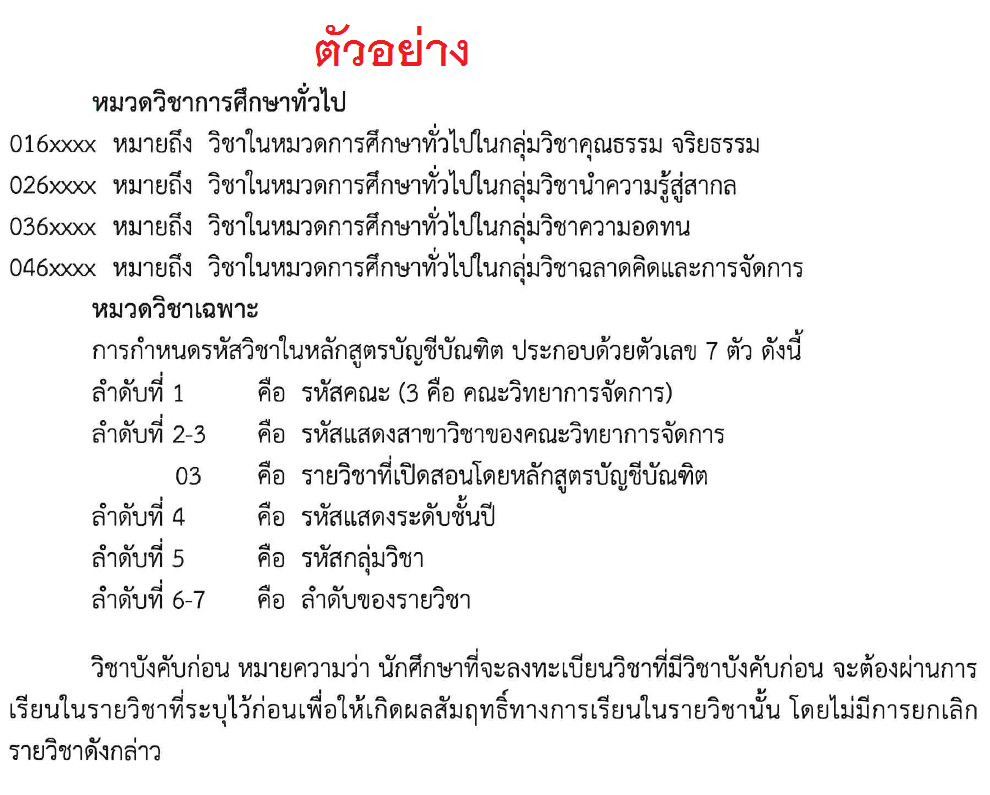 ตัวอย่าง
หมวดวิชาการศึกษาทั่วไป
016xxxx หมายถึง วิชาในหมวดการศึกษาทั่วไปในกลุ่มวิชาคุณธรรม จริยธรรม
026xxxx หมายถึง วิชาในหมวดการศึกษาทั่วไปในกลุ่มวิชานำความรู้สู่สากล
036xxxx หมายถึง วิชาในหมวดการศึกษาทั่วไปในกลุ่มวิชาความอดทน
046xxxx หมายถึง วิชาในหมวดการศึกษาทั่วไปในกลุ่มวิชาฉลาดคิดและการจัดการ
หมวดวิชาเฉพาะ
การกำหนดรหัสวิชาในหลักสูตรบัญชีบัณฑิต ประกอบด้วยตัวเลข 7 ตัว ดังนี้
ลำดับที่ 1 คือ รหัสคณะ (3 คือ คณะวิทยาการจัดการ)
ลำดับที่ 2-3 คือ รหัสแสดงสาขาวิชาของคณะวิทยาการจัดการ
03 คือ รายวิชาที่เปิดสอนโดยหลักสูตรบัญชีบัณฑิต
ลำดับที่ 4 คือ รหัสแสดงระดับชั้นปี
ลำดับที่ 5 คือ รหัสกลุ่มวิชา
ลำดับที่ 6-7 คือ ลำดับของรายวิชา
วิชาบังคับก่อน หมายความว่า นักศึกษาที่จะลงทะเบียนวิชาที่มีวิชาบังคับก่อน จะต้องผ่านการ
เรียนในรายวิชาที่ระบุไว้ก่อนเพื่อให้เกิดผลสัมฤทธิ์ทางการเรียนในรายวิชานั้น โดยไม่มีการยกเลิก
รายวิชาดังกล่าว